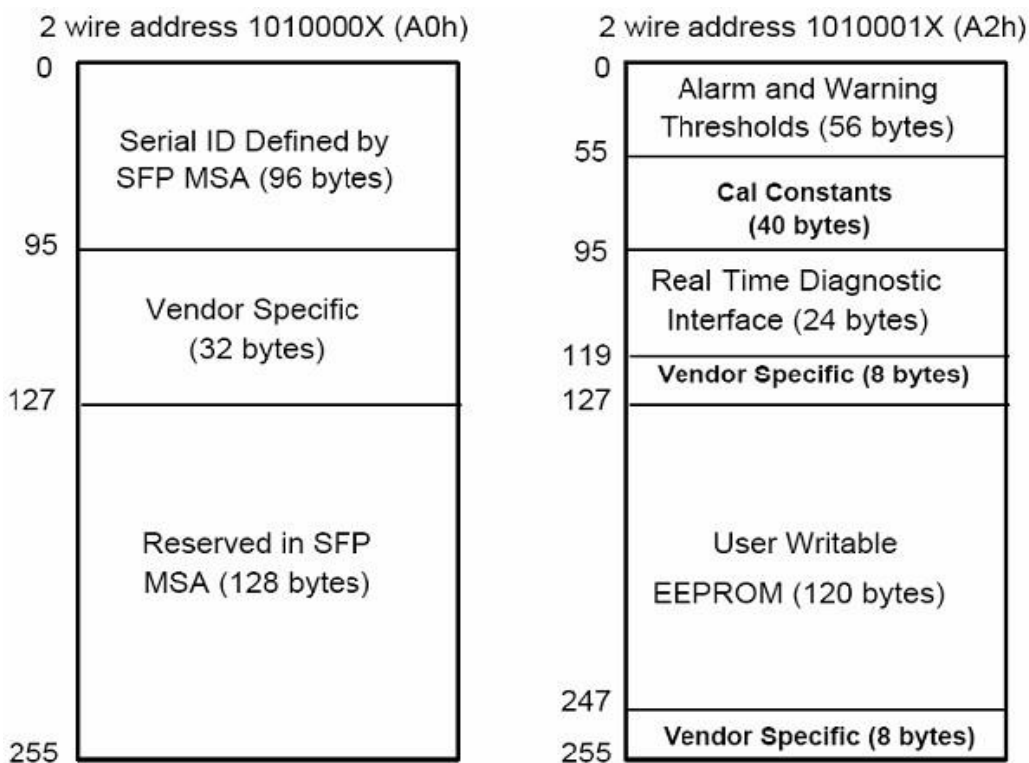 2 wire address 1010000X (A0h)
0
Serial ID Defined by
SFP MSA (96 bytes)
95
Vendor Specific
(32 bytes)
127
Reserved in SFP
MSA (128 bytes)
255
2 wire address 1010001X (A2h)
0
Alarm and Warning
Thresholds (56 bytes)
55
Cal Constants
(40 bytes)
95
Real Time Diagnostic
Interface (24 bytes)
119
Vendor Specific (8 bytes)
127
User Writable
EEPROM (120 bytes)
247
Vendor Specific (8 bytes)
255